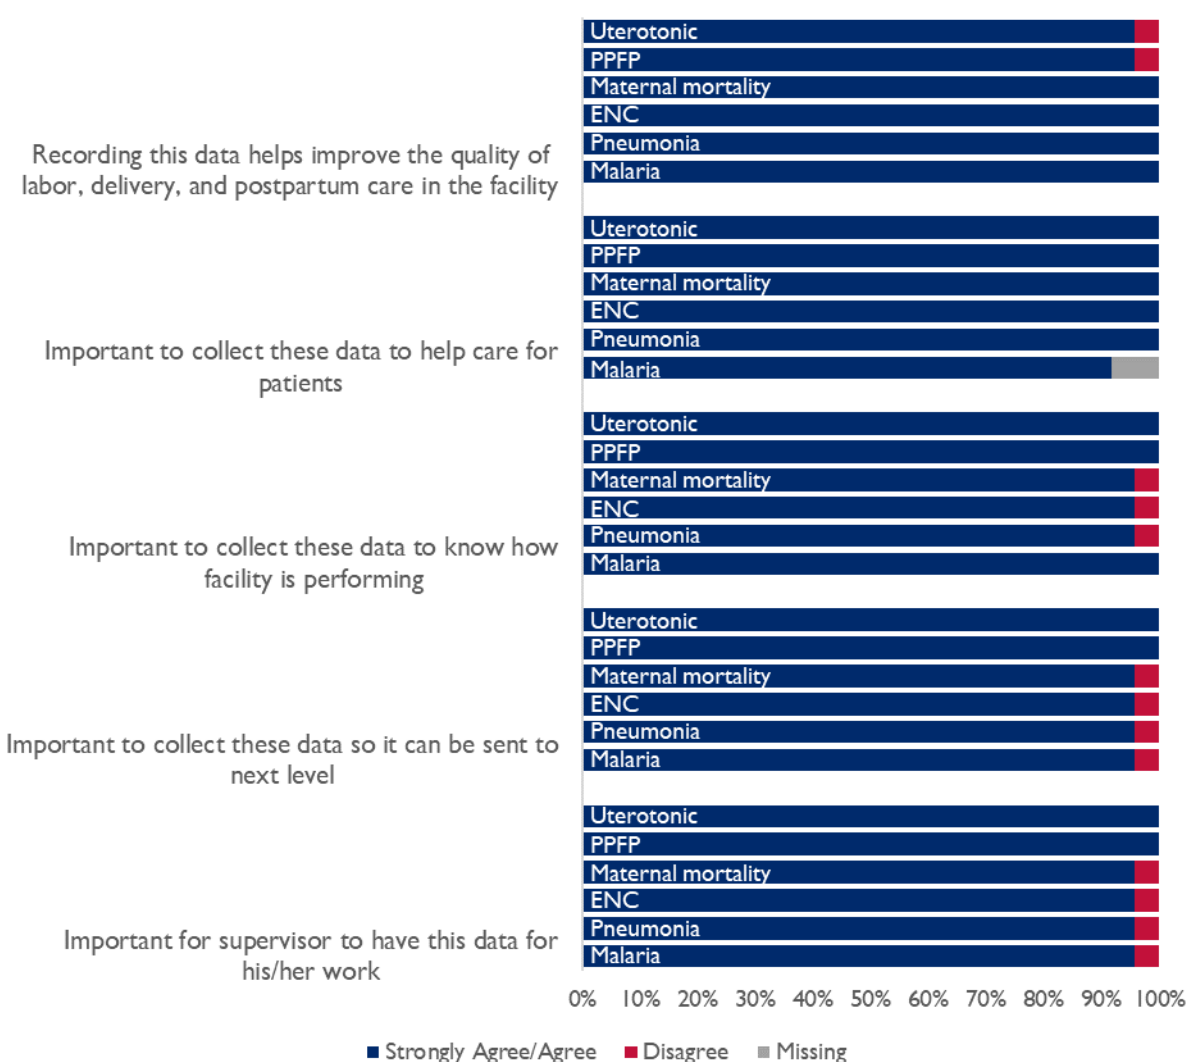 Uterotonic
PPFP
Maternal mortality
ENC
Pneumonia
Malaria
Recording this data helps improve the quality of
labor, delivery, and postpartum care in the facility
Uterotonic
PPFP
Maternal mortality
ENC
Pneumonia
Malaria
Important to collect these data to help care for
patients
Uterotonic
PPFP
Maternal mortality
ENC
Pneumonia
Malaria
Important to collect these data to know how
facility is performing
Uterotonic
PPFP
Maternal mortality
ENC
Pneumonia
Malaria
Important to collect these data so it can be sent to
next level
Uterotonic
PPFP
Maternal mortality
ENC
Pneumonia
Malaria
Important for supervisor to have this data for
his/her work
0% 10% 20% 30% 40% 50% 60% 70% 80% 90% 100%
Strongly Agree/Agree Disagree Missing